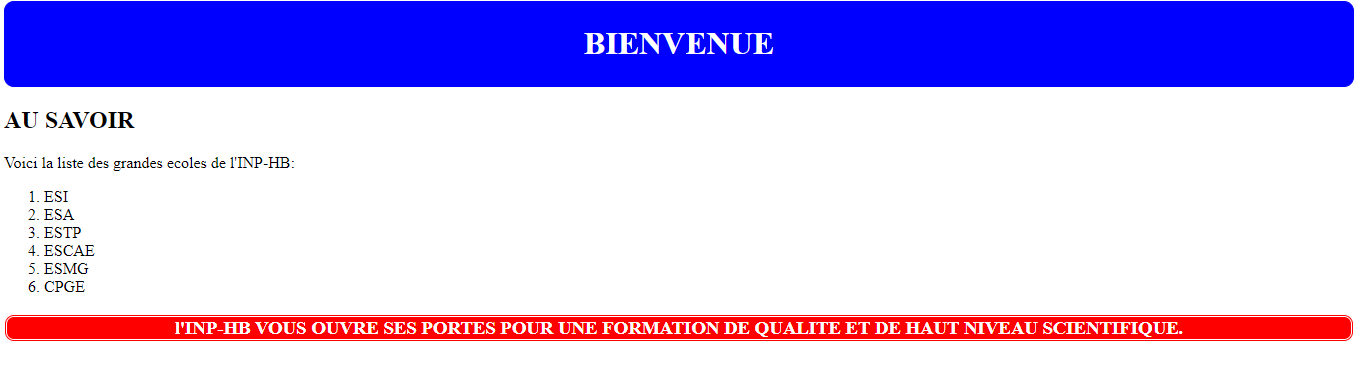 BIENVENUE
AU SAVOIR
Voici la liste des grandes ecoles de l'INP-HB:
1. ESI
2. ESA
3. ESTP
4. ESCAE
5. ESMG
6. CPGE
l'INP-HB VOUS OUVRE SES PORTES POUR UNE FORMATION DE QUALITE ET DE HAUT NIVEAU SCIENTIFIQUE.